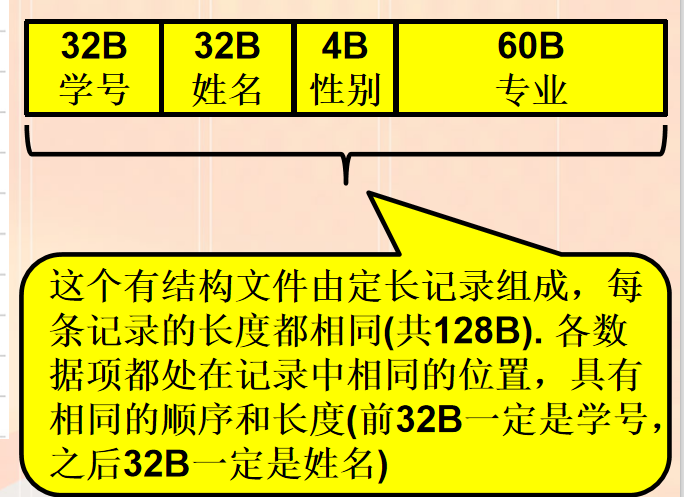 32B 32B 4B 60B
学号 姓名 性别 专业
这个有结构文件由定长记录组成，每
条记录的长度都相同(共128B). 各数
据项都处在记录中相同的位置，具有
相同的顺序和长度(前32B一定是学号，
之后32B一定是姓名)